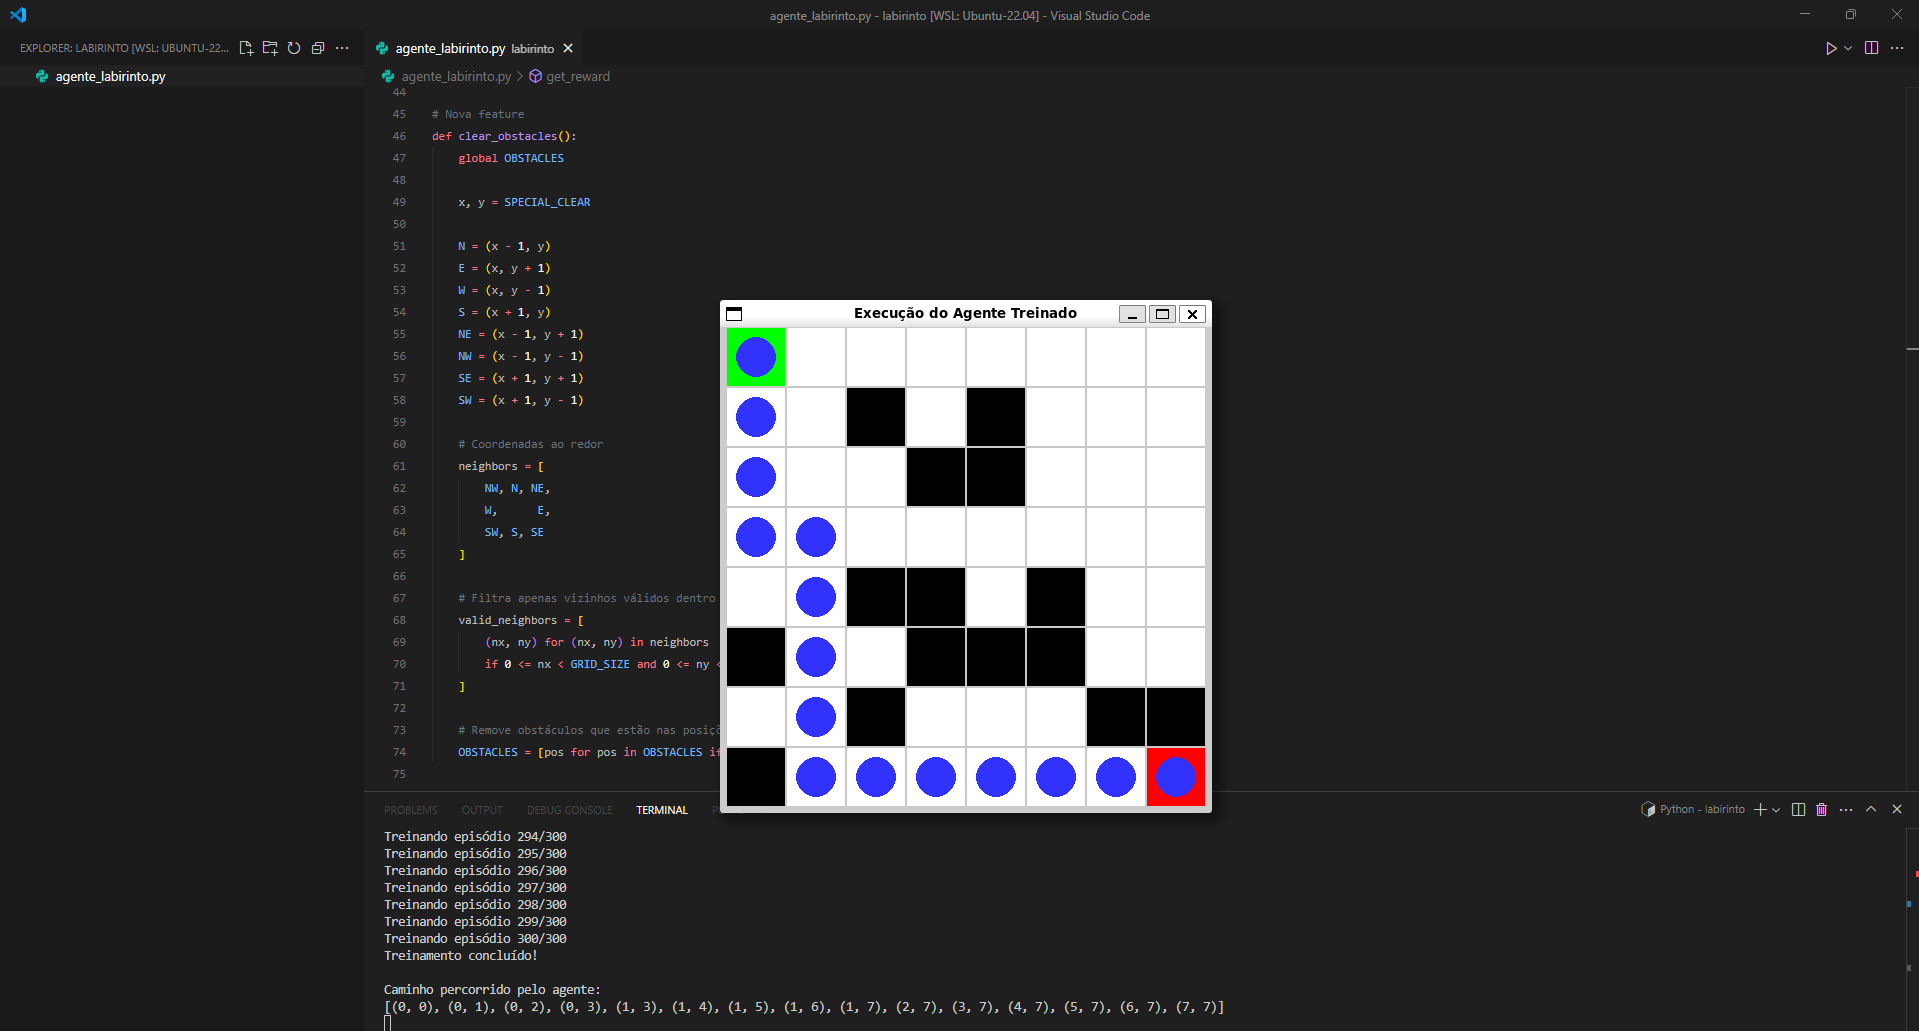 agente_labirinto.py - labirinto [WSL: Ubuntu-22.04] - Visual Studio Code
EXPLORER: LABIRINTO [WSL: UBUNTU-22...
agente_labirinto.py labirinto
agente_labirinto.py
agente_labirinto.py > get_reward
44
45 # Nova feature
46 def clear_obstacles():
47 global OBSTACLES
48
49 x, y = SPECIAL_CLEAR
50
51 N = (x - 1, y)
52 E = (x, y + 1)
53 W = (x, y - 1)
54 S = (x + 1, y)
55 NE = (x - 1, y + 1)
56 NW = (x - 1, y - 1)
57 SE = (x + 1, y + 1)
58 SW = (x + 1, y - 1)
59
60 # Coordenadas ao redor
61 neighbors = [
62 NW, N, NE,
63 W, E,
64 SW, S, SE
65 ]
66
67 # Filtra apenas vizinhos válidos dentro
68 valid_neighbors = [
69 (nx, ny) for (nx, ny) in neighbors
70 if 0 <= nx < GRID_SIZE and 0 <= ny <
71 ]
72
73 # Remove obstáculos que estão nas
74 OBSTACLES = [pos for pos in OBSTACLES if
75
Execução do Agente Treinado
PROBLEMS OUTPUT DEBUG CONSOLE TERMINAL
Python - labirinto
Treinando episódio 294/300
Treinando episódio 295/300
Treinando episódio 296/300
Treinando episódio 297/300
Treinando episódio 298/300
Treinando episódio 299/300
Treinando episódio 300/300
Treinamento concluído!
Caminho percorrido pelo agente:
[(0, 0), (0, 1), (0, 2), (0, 3), (1, 3), (1, 4), (1, 5), (1, 6), (1, 7), (2, 7), (3, 7), (4, 7), (5, 7), (6, 7), (7, 7)]